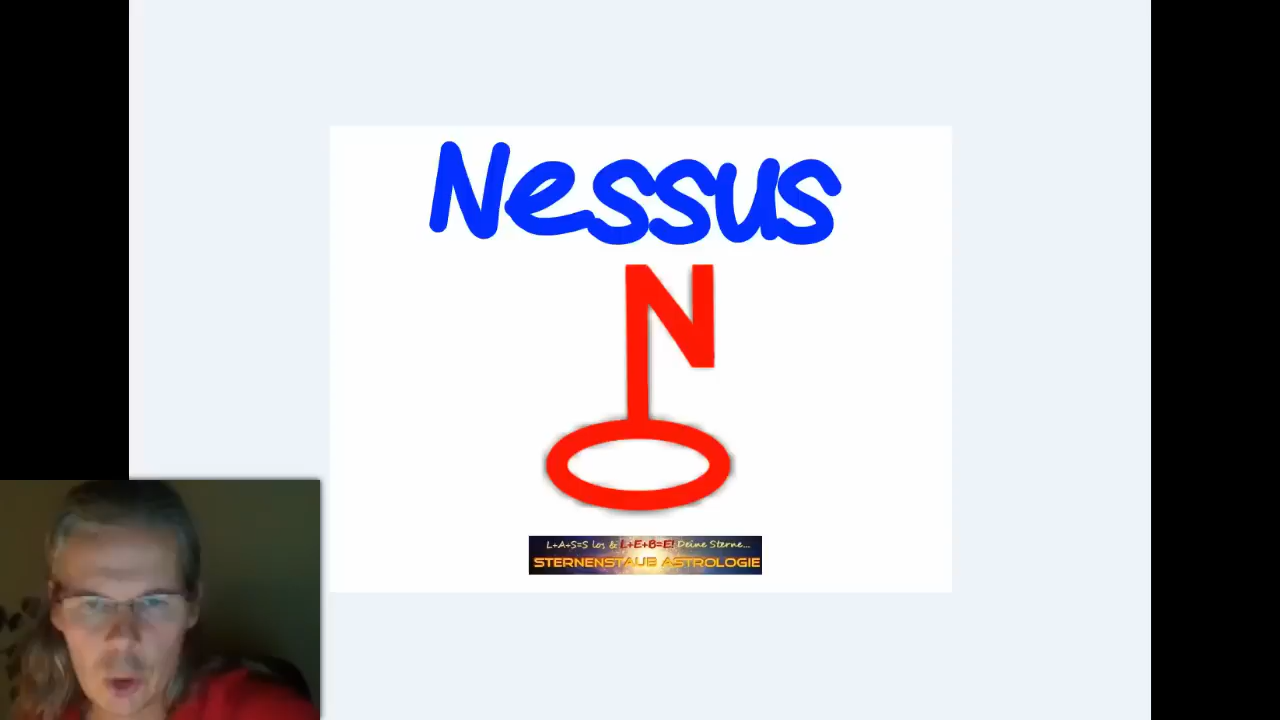 Nessus
N
L+A+S=S los & L+E+B=E! Deine Sterne...
STERNENSTAUB ASTROLOGIE